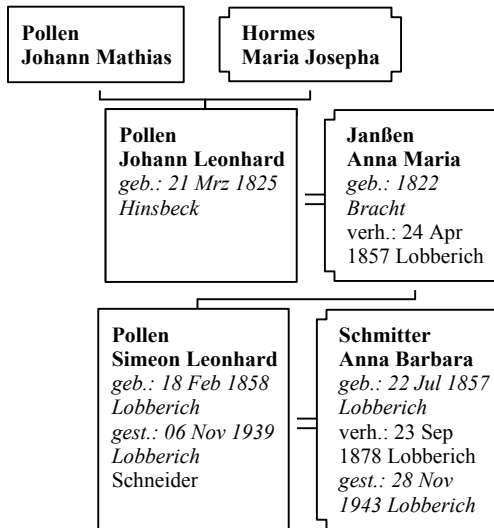 Pollen
Johann Mathias
Hormes
Maria Josepha
Pollen
Johann Leonhard
geb.: 21 Mrz 1825
Hinsbeck
Janßen
Anna Maria
geb.: 1822
Bracht
verh.: 24 Apr
1857 Lobberich
Pollen
Simeon Leonhard
geb.: 18 Feb 1858
Lobberich
gest.: 06 Nov 1939
Lobberich
Schneider
Schmitter
Anna Barbara
geb.: 22 Jul 1857
Lobberich
verh.: 23 Sep
1878 Lobberich
gest.: 28 Nov
1943 Lobberich